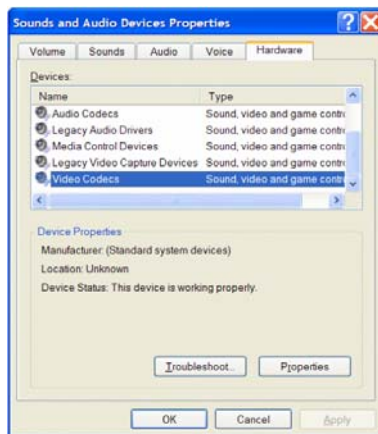 Sounds and Audio Devices Properties
Volume Sounds Audio Voice Hardware
Devices:
Name Type
Audio Codecs Sound, video and game contr
Legacy Audio Drivers Sound, video and game contr
Media Control Devices Sound, video and game contr
Legacy Video Capture Devices Sound, video and game contr
Video Codecs Sound, video and game contr
Device Properties
Manufacturer: (Standard system devices)
Location: Unknown
Device Status: This device is working properly.
Troubleshoot... Properties
OK Cancel Apply